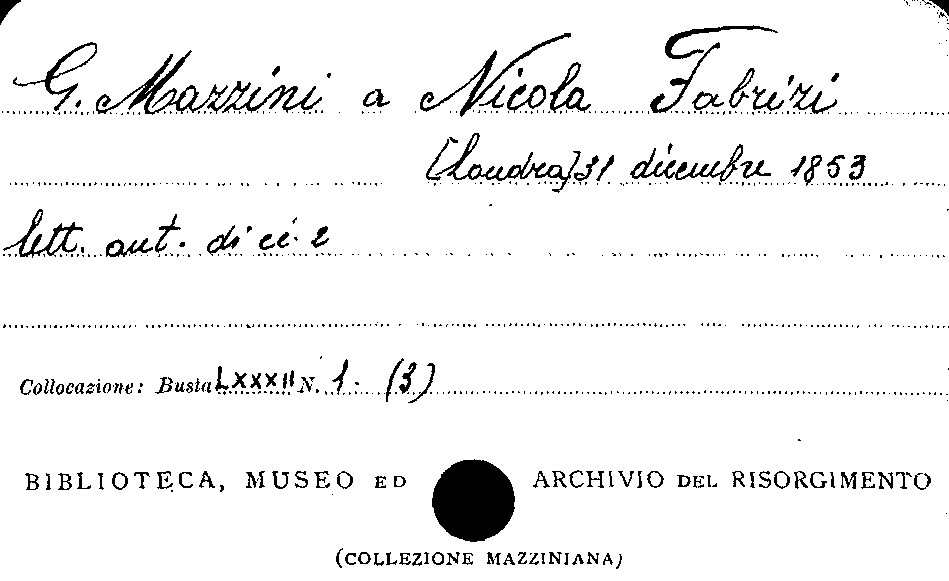 G. Mazzini a Nicola Fabrizi
[Londra] 31 dicembre 1853
lett. aut. di cc. 2
Collocazione: Busta LXXXII N. 1. (3)
BIBLIOTECA, MUSEO ED ARCHIVIO DEL RISORGIMENTO
(COLLEZIONE MAZZINIANA)